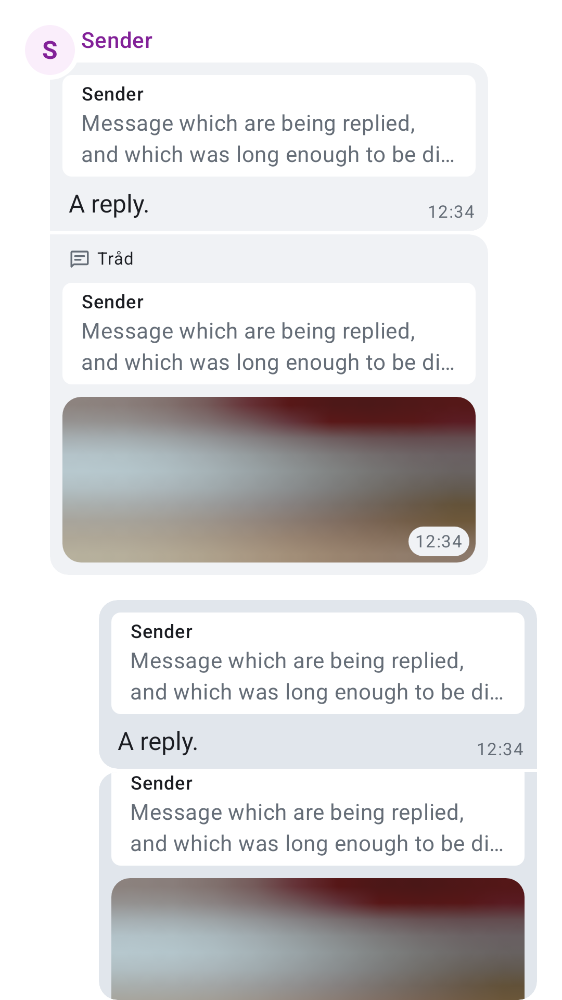 S
Sender
Sender
Message which are being replied,
and which was long enough to be di…
A reply.
12:34
Tråd
Sender
Message which are being replied,
and which was long enough to be di…
12:34
Sender
Message which are being replied,
and which was long enough to be di…
A reply.
12:34
Sender
Message which are being replied,
and which was long enough to be di…